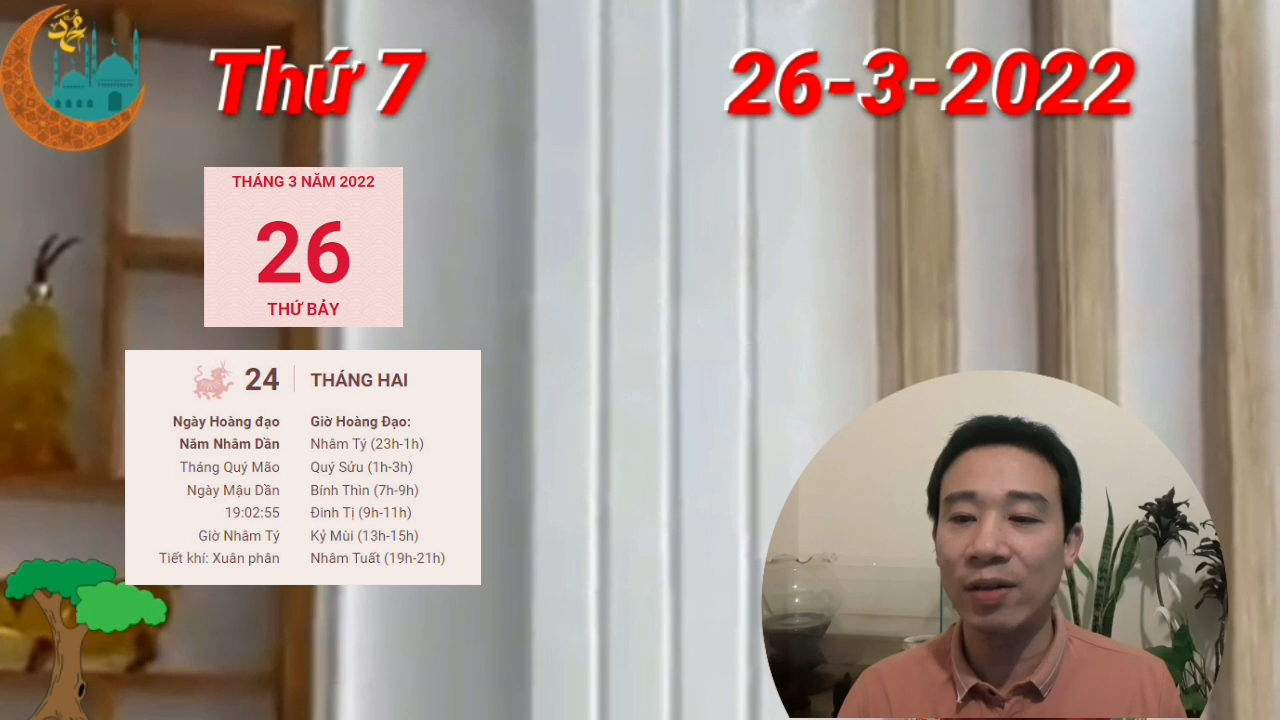 Thứ 7
26-3-2022
THÁNG 3 NĂM 2022
26
THỨ BẢY
24 THÁNG HAI
Ngày Hoàng đạo
Năm Nhâm Dần
Tháng Quý Mão
Ngày Mậu Dần
19:02:55
Giờ Nhâm Tý
Tiết khí: Xuân phân
Giờ Hoàng Đạo:
Nhâm Tý (23h-1h)
Quý Sửu (1h-3h)
Bính Thìn (7h-9h)
Đinh Tị (9h-11h)
Kỷ Mùi (13h-15h)
Nhâm Tuất (19h-21h)